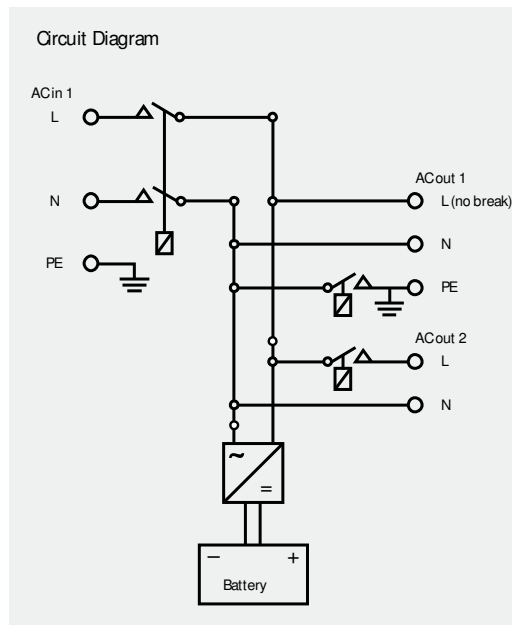 Circuit Diagram
ACin 1
L
N
PE
ACout 1
L (no break)
N
PE
ACout 2
L
N
~
=
– +
Battery